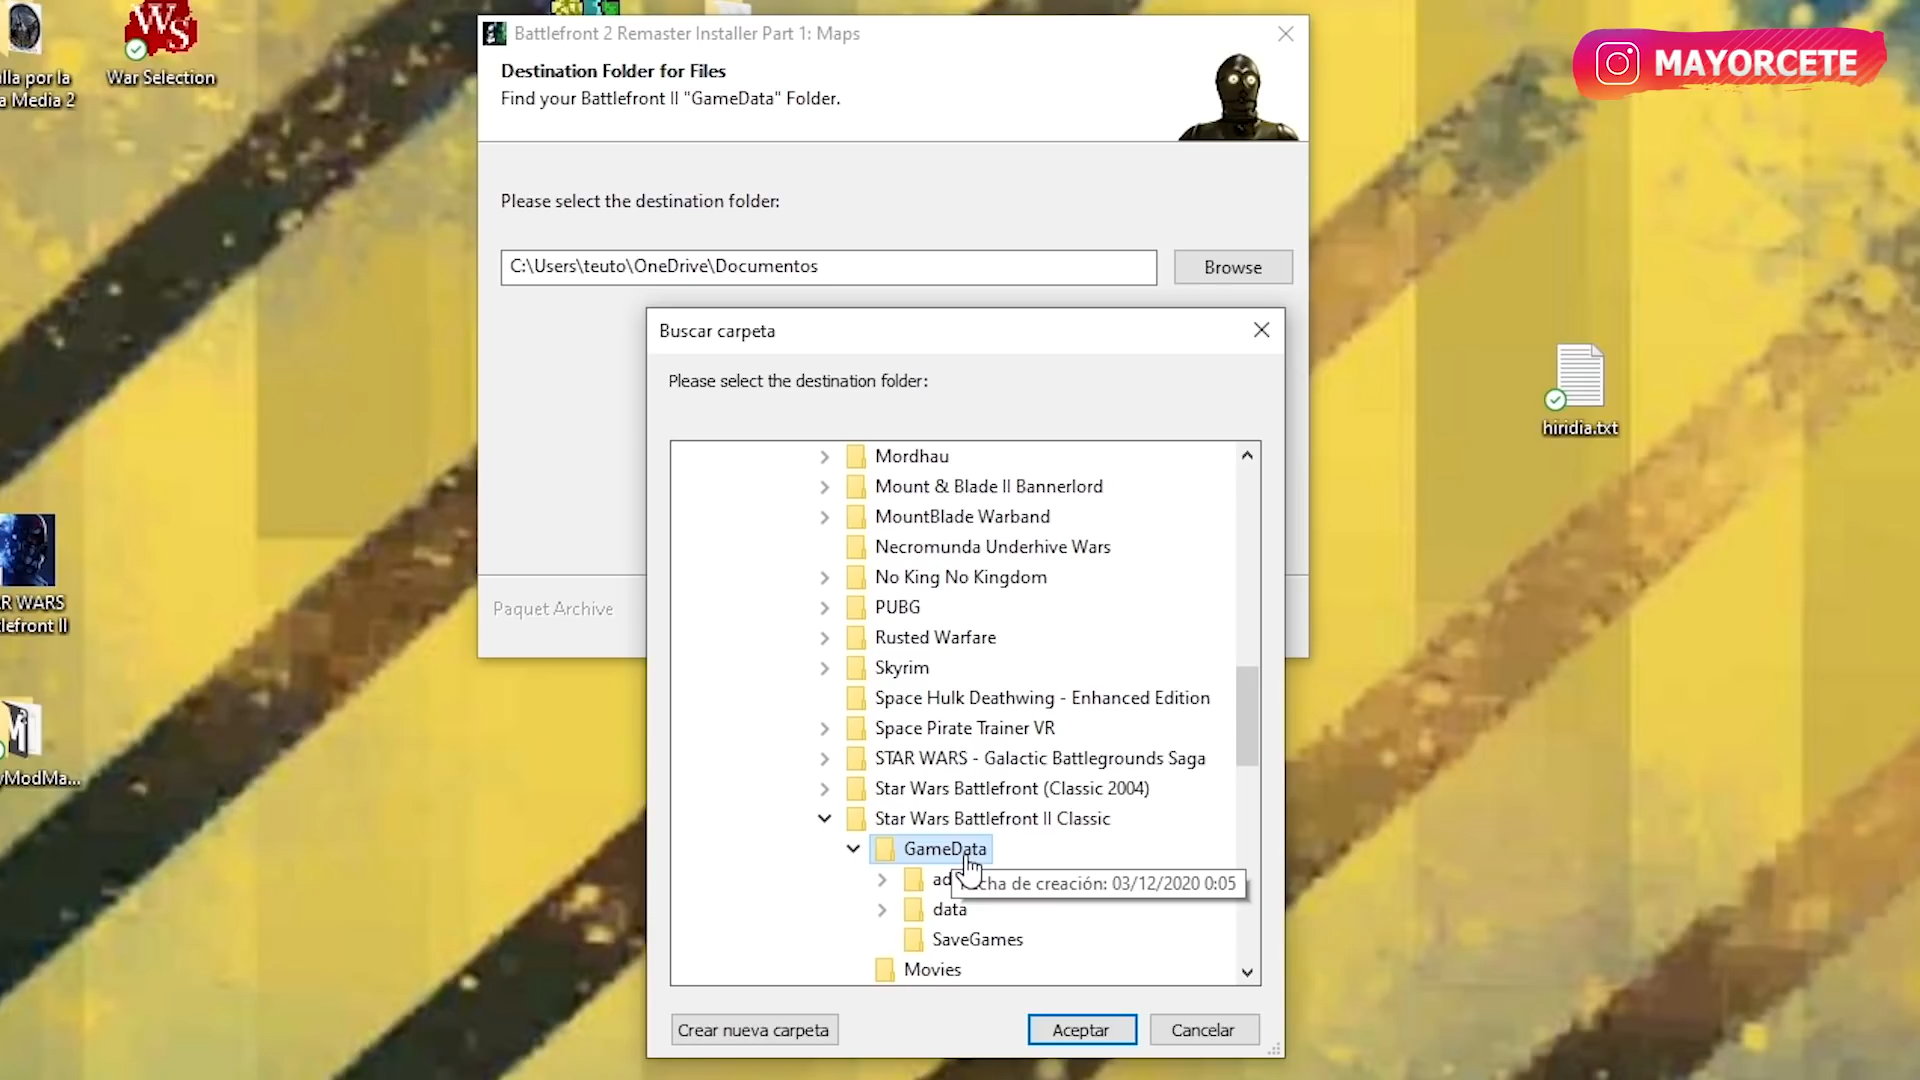 lla por la
a Media 2
War Selection
Battlefront 2 Remaster Installer Part 1: Maps
Destination Folder for Files
Find your Battlefront II "GameData" Folder.
MAYORCETE
Please select the destination folder:
C:\Users\teuto\OneDrive\Documentos
Browse
Buscar carpeta
Please select the destination folder:
Mordhau
Mount & Blade II Bannerlord
MountBlade Warband
Necromunda Underhive Wars
No King No Kingdom
PUBG
Rusted Warfare
Skyrim
Space Hulk Deathwing - Enhanced Edition
Space Pirate Trainer VR
STAR WARS - Galactic Battlegrounds Saga
Star Wars Battlefront (Classic 2004)
Star Wars Battlefront II Classic
GameData
ad
cha de creación: 03/12/2020 0:05
data
SaveGames
Movies
Crear nueva carpeta
Aceptar
Cancelar
Paquet Archive
hiridia.txt
R WARS
lefront II
yModMa...
WS